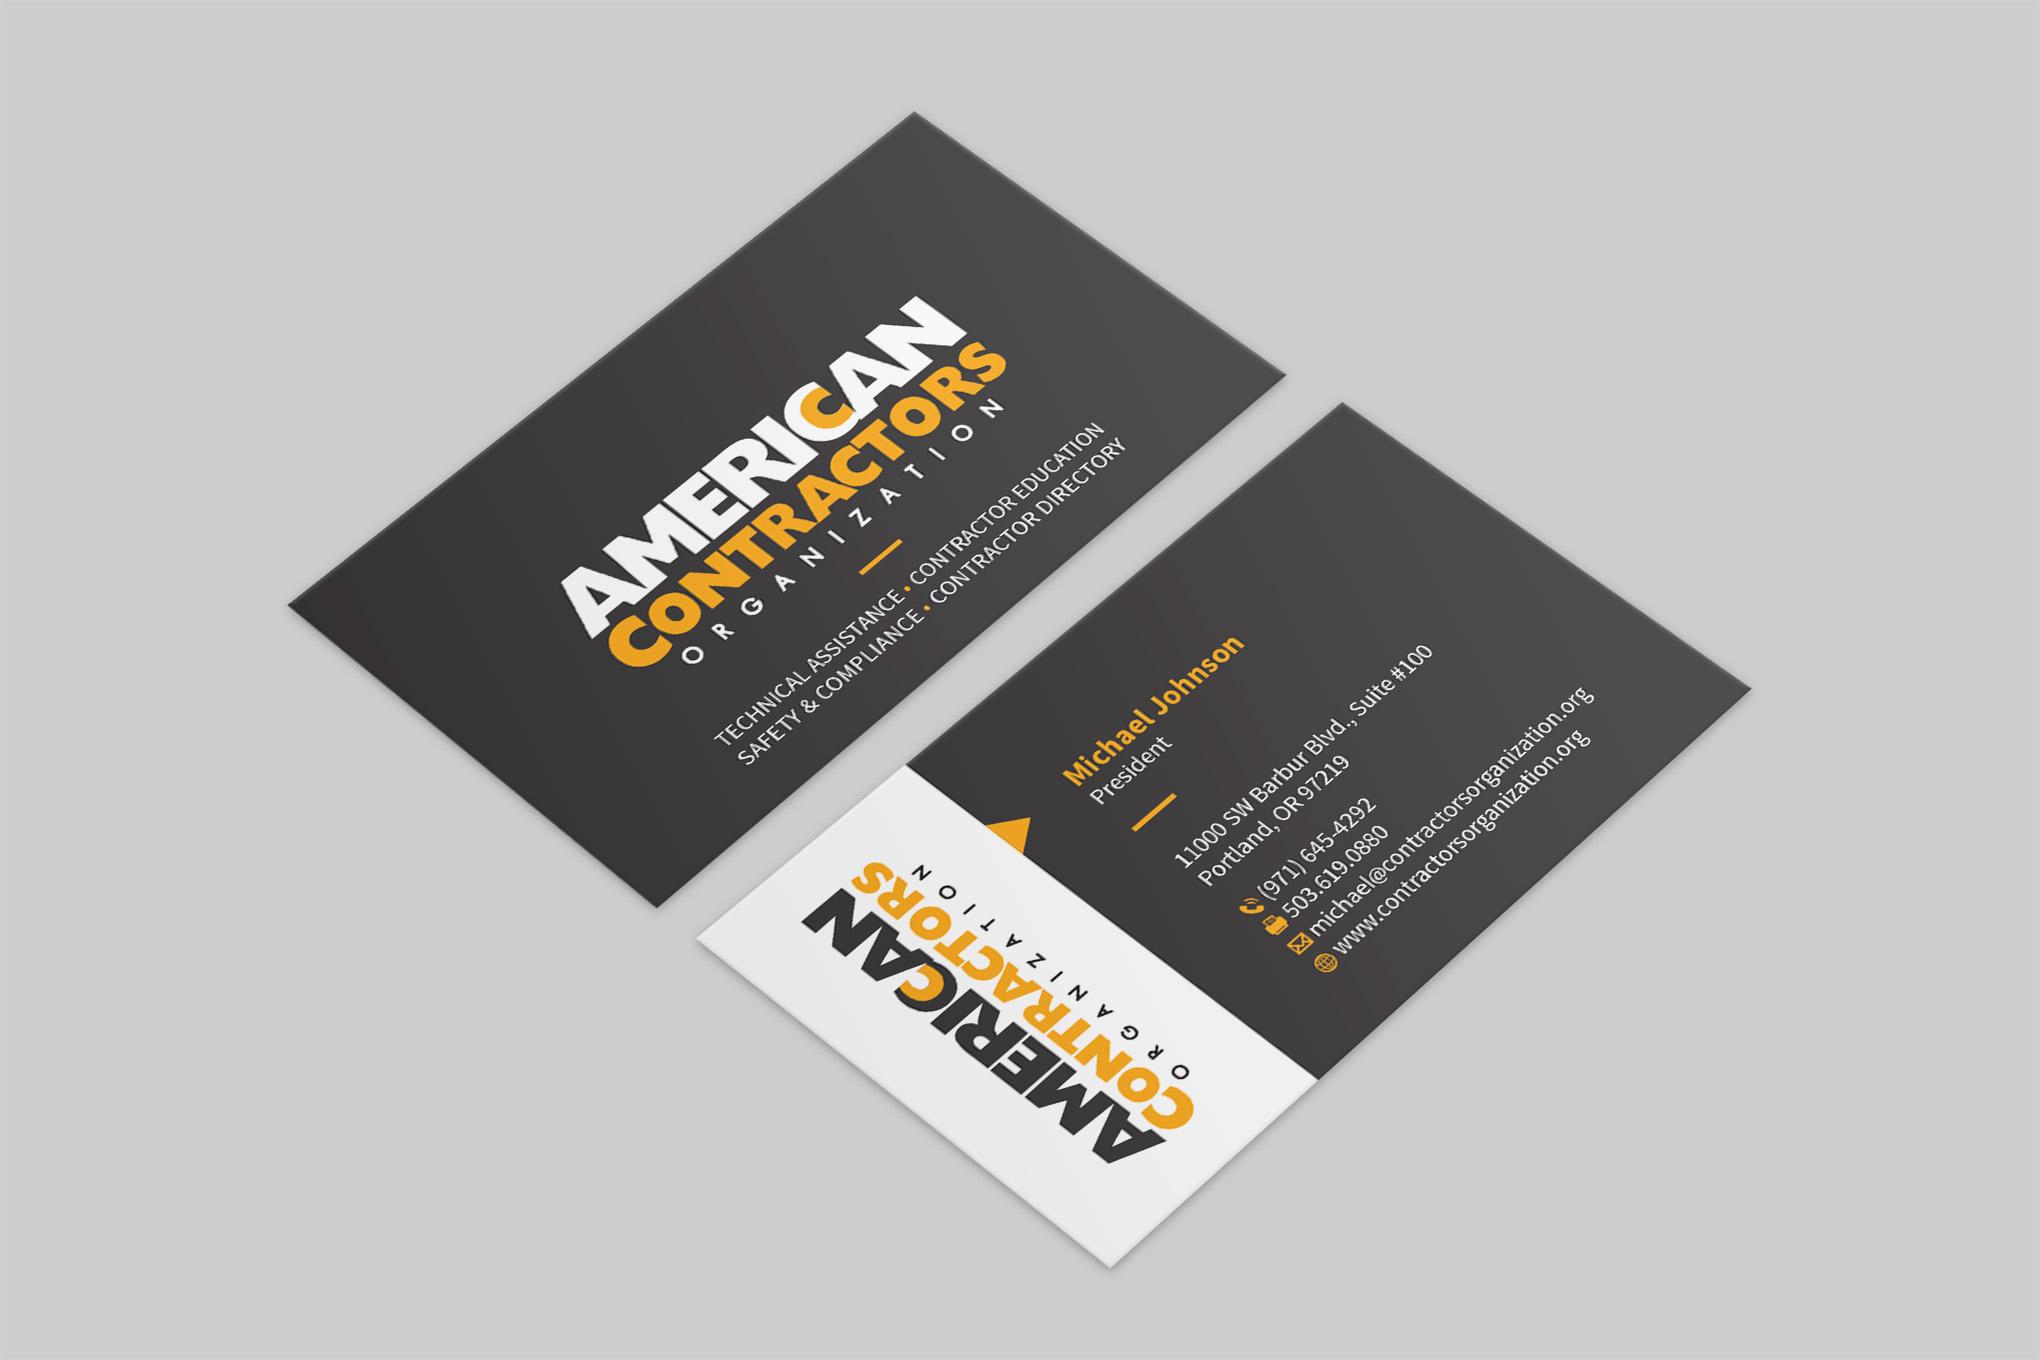 AMERICAN
CONTRACTORS
ORGANIZATION
TECHNICAL ASSISTANCE • CONTRACTOR EDUCATION
SAFETY & COMPLIANCE • CONTRACTOR DIRECTORY
Michael Johnson
President
11000 SW Barbur Blvd., Suite #100
Portland, OR 97219
(971) 645-4292
503.619.0880
michael@contractorsorganization.org
www.contractorsorganization.org
AMERICAN
CONTRACTORS
ORGANIZATION